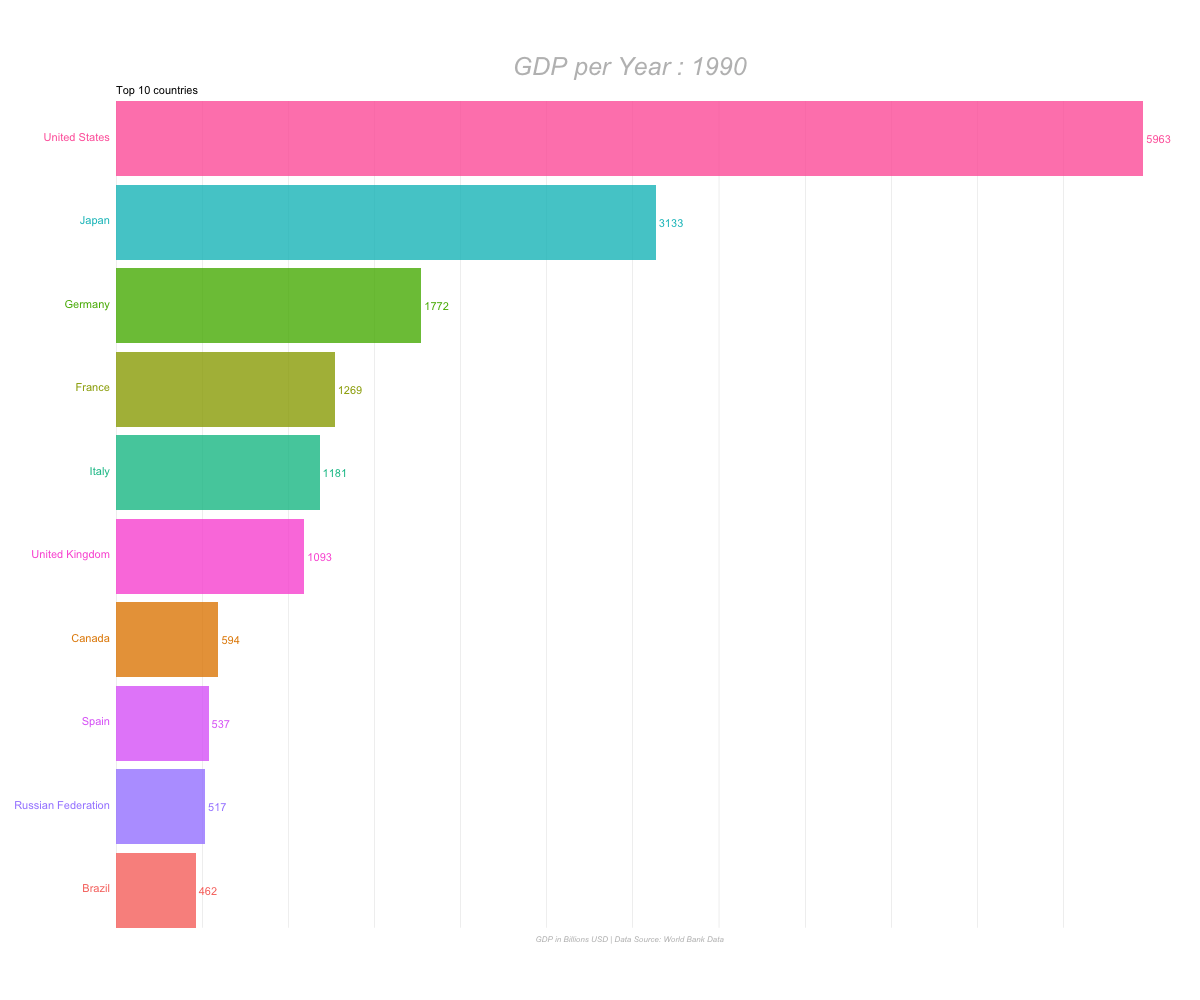 GDP per Year : 1990
Top 10 countries
United States 5963
Japan 3133
Germany 1772
France 1269
Italy 1181
United Kingdom 1093
Canada 594
Spain 537
Russian Federation 517
Brazil 462
GDP in Billions USD | Data Source: World Bank Data